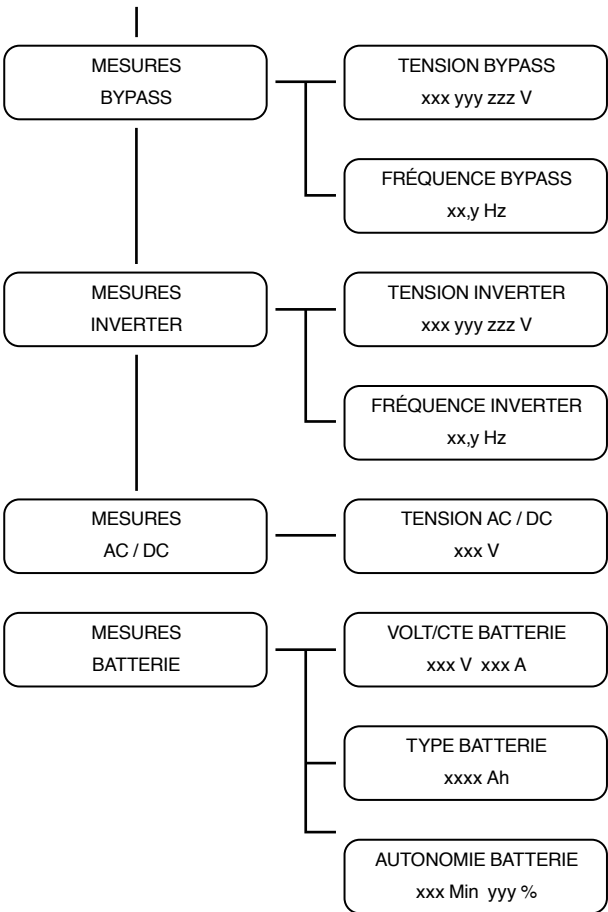 MESURES
BYPASS
TENSION BYPASS
xxx yyy zzz V
FRÉQUENCE BYPASS
xx,y Hz
MESURES
INVERTER
TENSION INVERTER
xxx yyy zzz V
FRÉQUENCE INVERTER
xx,y Hz
MESURES
AC / DC
TENSION AC / DC
xxx V
MESURES
BATTERIE
VOLT/CTE BATTERIE
xxx V xxx A
TYPE BATTERIE
xxxx Ah
AUTONOMIE BATTERIE
xxx Min yyy %